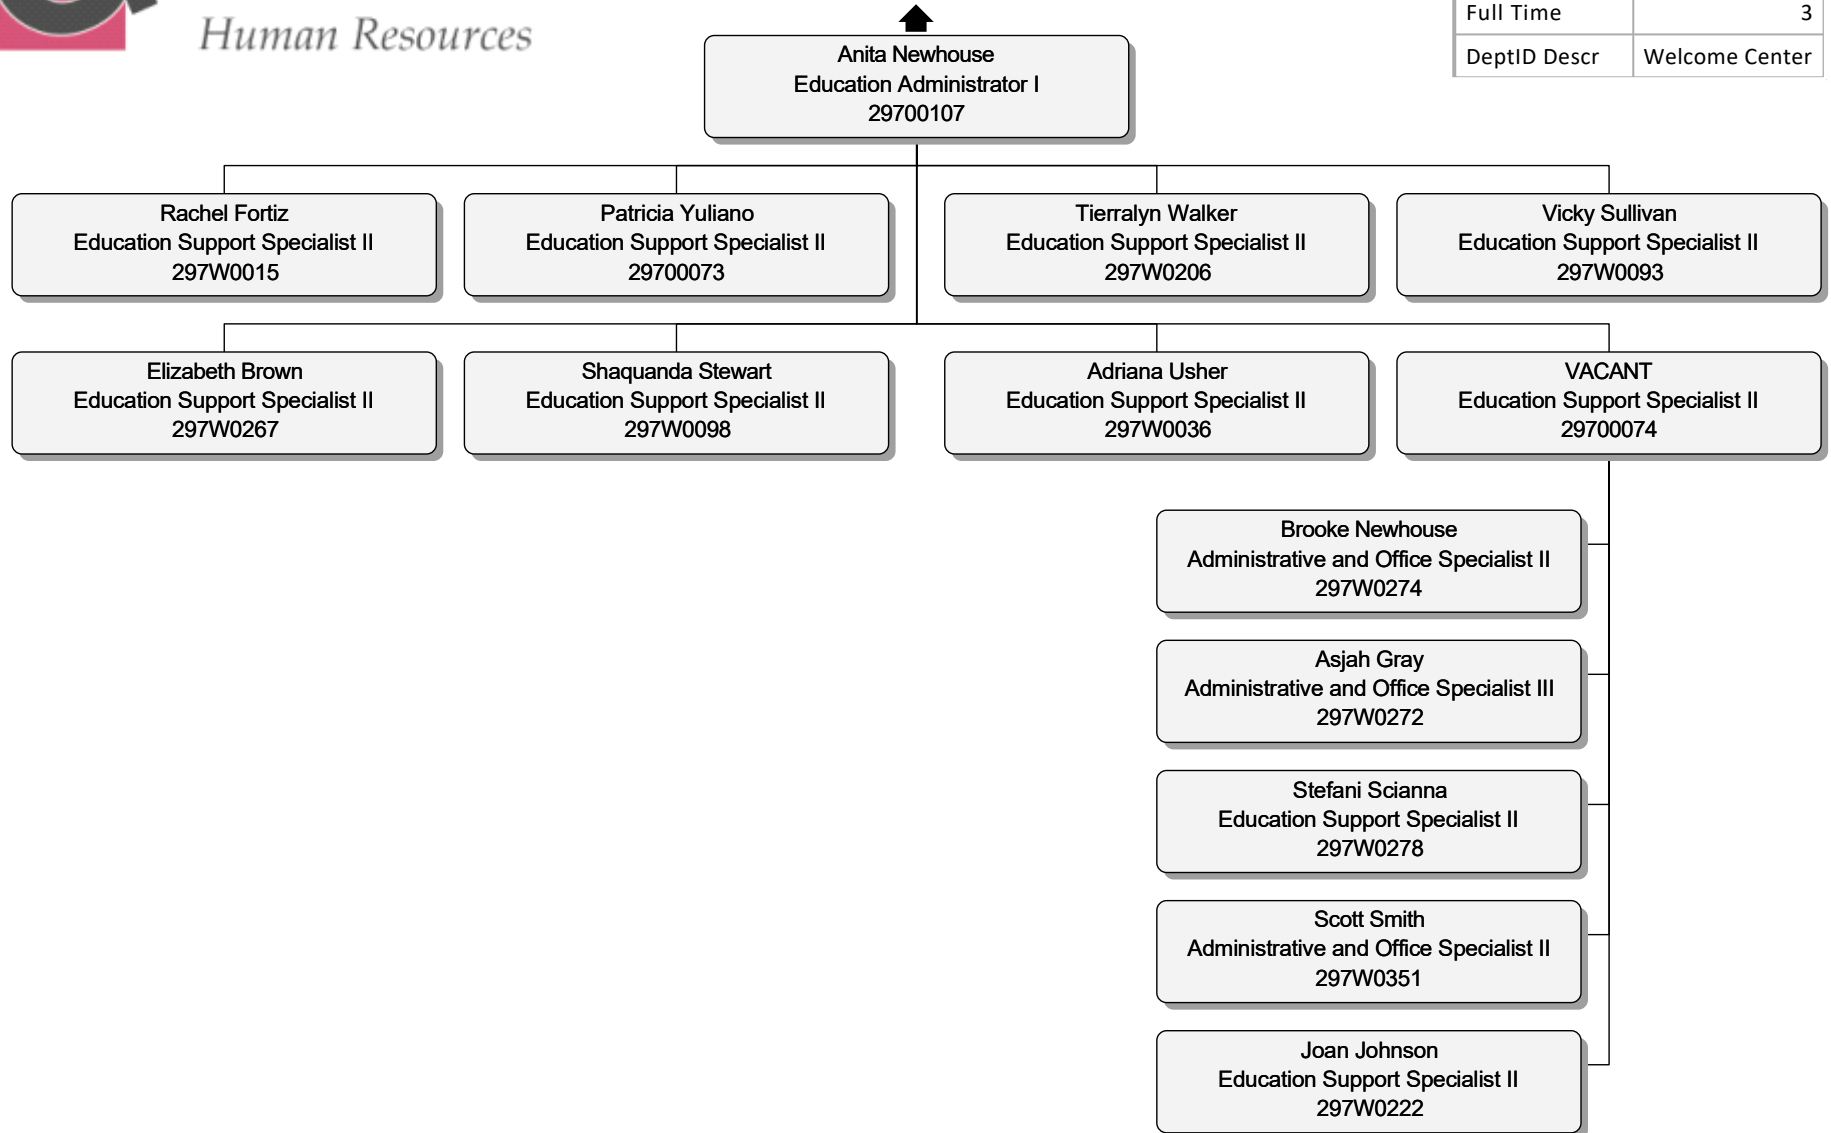 Human Resources
Full Time 3
DeptID Descr Welcome Center
Anita Newhouse
Education Administrator I
29700107
Rachel Fortiz
Education Support Specialist II
297W0015
Patricia Yuliano
Education Support Specialist II
29700073
Tierralyn Walker
Education Support Specialist II
297W0206
Vicky Sullivan
Education Support Specialist II
297W0093
Elizabeth Brown
Education Support Specialist II
297W0267
Shaquanda Stewart
Education Support Specialist II
297W0098
Adriana Usher
Education Support Specialist II
297W0036
VACANT
Education Support Specialist II
29700074
Brooke Newhouse
Administrative and Office Specialist II
297W0274
Asjah Gray
Administrative and Office Specialist III
297W0272
Stefani Scianna
Education Support Specialist II
297W0278
Scott Smith
Administrative and Office Specialist II
297W0351
Joan Johnson
Education Support Specialist II
297W0222